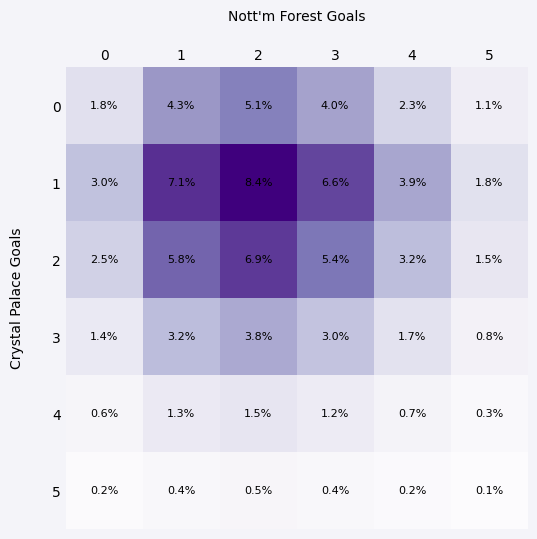 Nott'm Forest Goals
0 1 2 3 4 5
0 1.8% 4.3% 5.1% 4.0% 2.3% 1.1%
1 3.0% 7.1% 8.4% 6.6% 3.9% 1.8%
2 2.5% 5.8% 6.9% 5.4% 3.2% 1.5%
3 1.4% 3.2% 3.8% 3.0% 1.7% 0.8%
4 0.6% 1.3% 1.5% 1.2% 0.7% 0.3%
5 0.2% 0.4% 0.5% 0.4% 0.2% 0.1%
Crystal Palace Goals